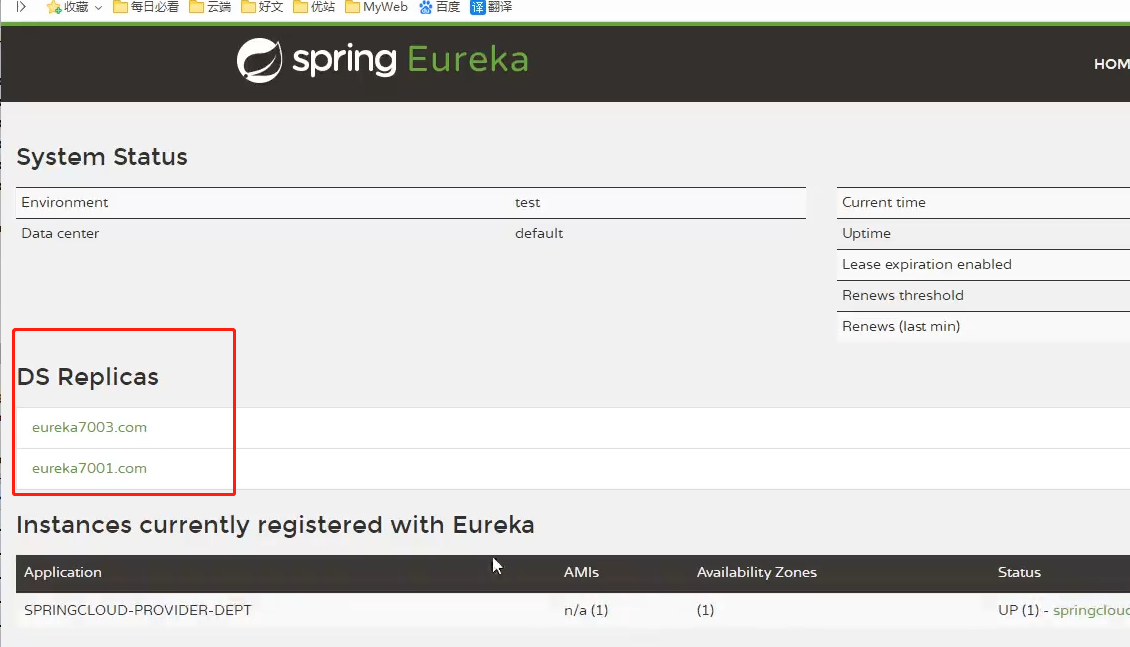 收藏 每日必看 云端 好文 优站 MyWeb 百度 译 翻译
spring Eureka
HOM
System Status
Environment test
Data center default
Current time
Uptime
Lease expiration enabled
Renews threshold
Renews (last min)
DS Replicas
eureka7003.com
eureka7001.com
Instances currently registered with Eureka
Application AMIs Availability Zones Status
SPRINGCLOUD-PROVIDER-DEPT n/a (1) (1) UP (1) - springcloud